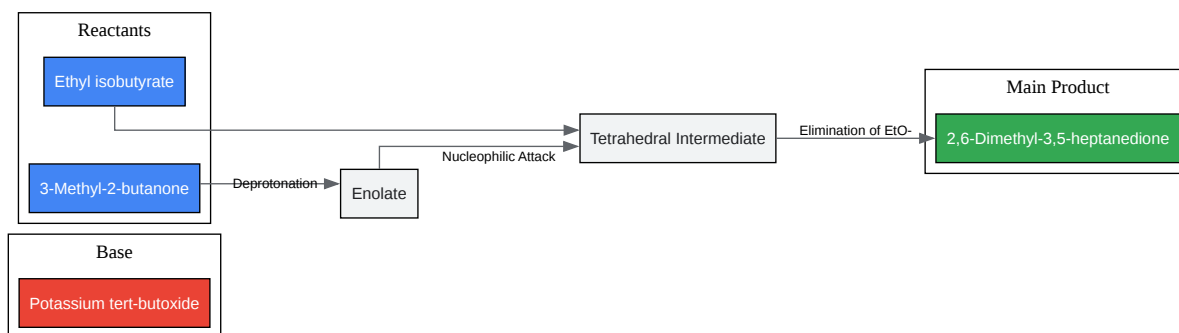 Reactants
Ethyl isobutyrate
3-Methyl-2-butanone
Deprotonation
Enolate
Nucleophilic Attack
Tetrahedral Intermediate
Elimination of EtO-
Main Product
2,6-Dimethyl-3,5-heptanedione
Base
Potassium tert-butoxide